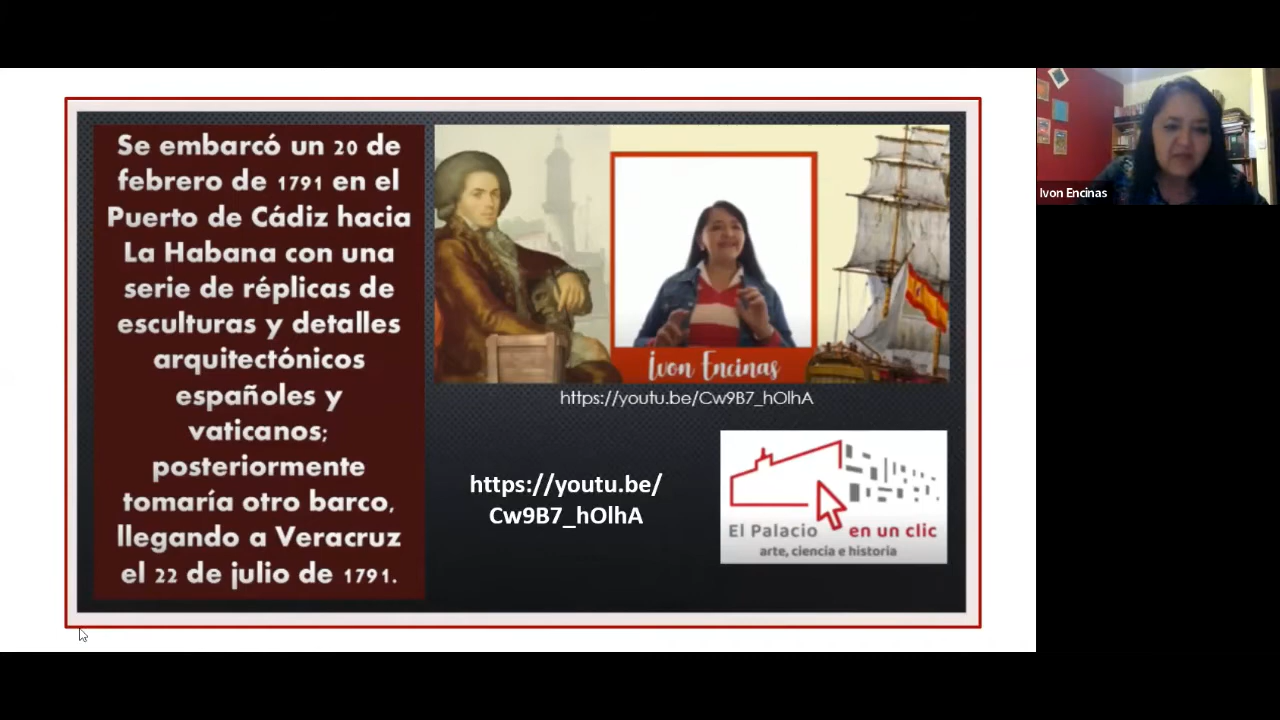 Se embarcó un 20 de
febrero de 1791 en el
Puerto de Cádiz hacia
La Habana con una
serie de réplicas de
esculturas y detalles
arquitectónicos
españoles y
vaticanos;
posteriormente
tomaría otro barco,
llegando a Veracruz
el 22 de julio de 1791.
Ivon Encinas
https://youtu.be/Cw9B7_hOlhA
https://youtu.be/
Cw9B7_hOlhA
El Palacio en un clic
arte, ciencia e historia
Ivon Encinas